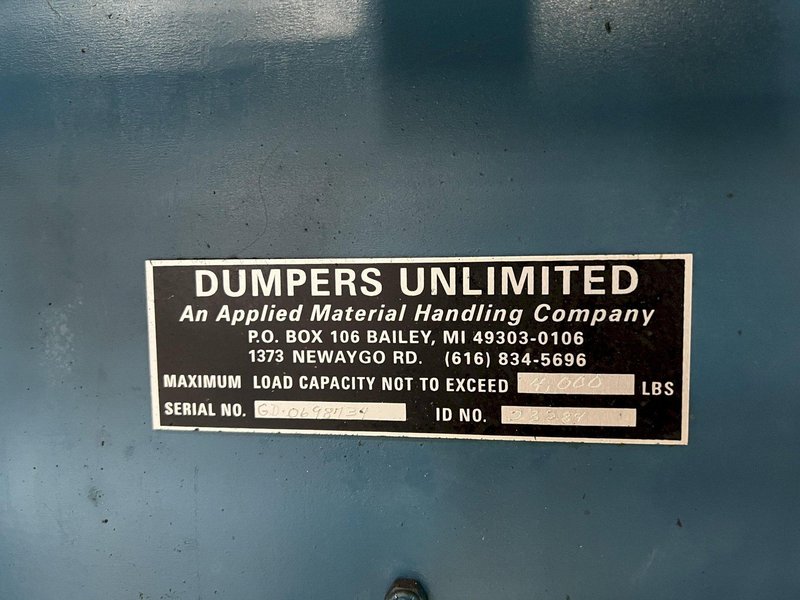 DUMPERS UNLIMITED
An Applied Material Handling Company
P.O. BOX 106 BAILEY, MI 49303-0106
1373 NEWAYGO RD. (616) 834-5696
MAXIMUM LOAD CAPACITY NOT TO EXCEED 4,000 LBS
SERIAL NO. ID NO.